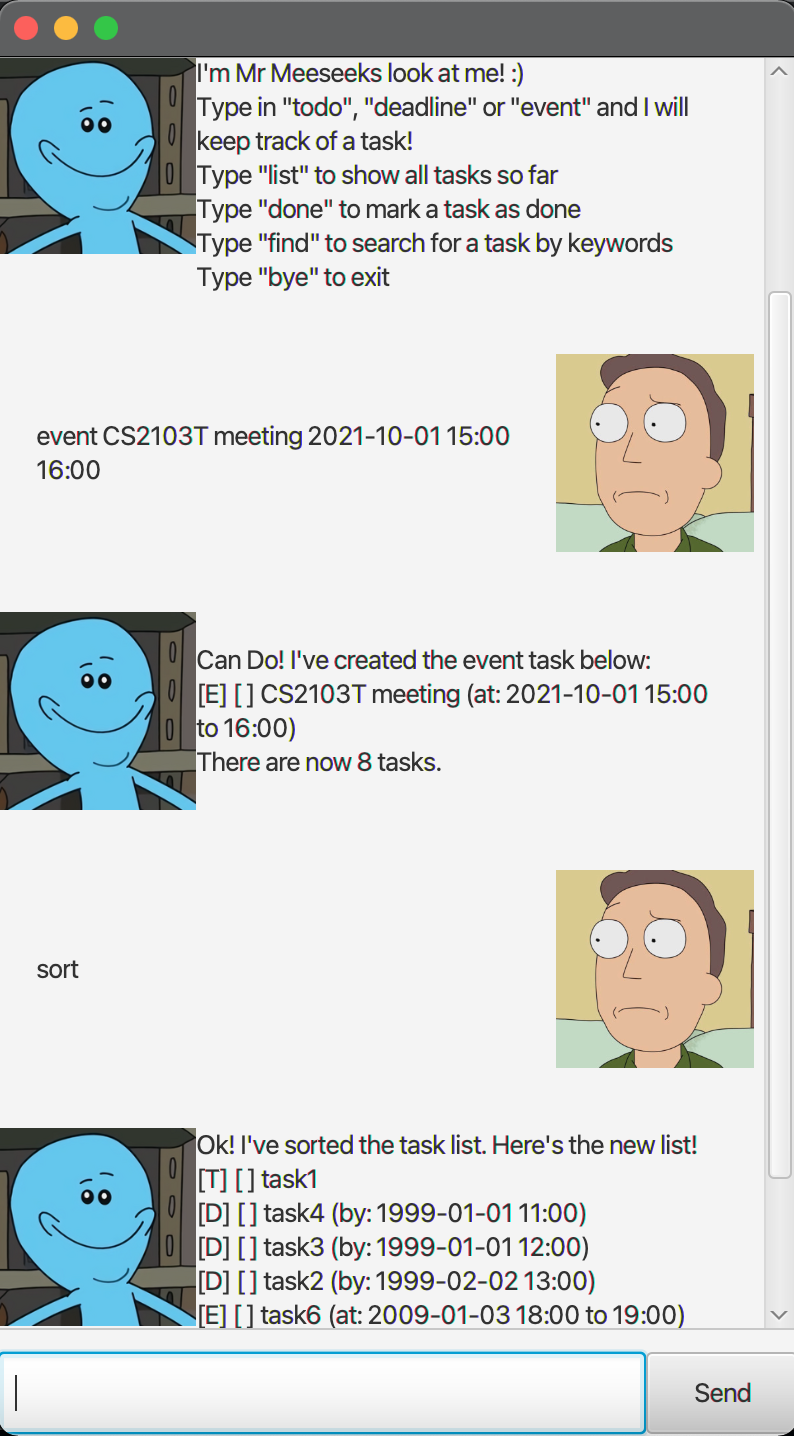 I'm Mr Meeseeks look at me! :)
Type in "todo", "deadline" or "event" and I will
keep track of a task!
Type "list" to show all tasks so far
Type "done" to mark a task as done
Type "find" to search for a task by keywords
Type "bye" to exit
event CS2103T meeting 2021-10-01 15:00
16:00
Can Do! I've created the event task below:
[E] [ ] CS2103T meeting (at: 2021-10-01 15:00
to 16:00)
There are now 8 tasks.
sort
Ok! I've sorted the task list. Here's the new list!
[T] [ ] task1
[D] [ ] task4 (by: 1999-01-01 11:00)
[D] [ ] task3 (by: 1999-01-01 12:00)
[D] [ ] task2 (by: 1999-02-02 13:00)
[E] [ ] task6 (at: 2009-01-03 18:00 to 19:00)
Send